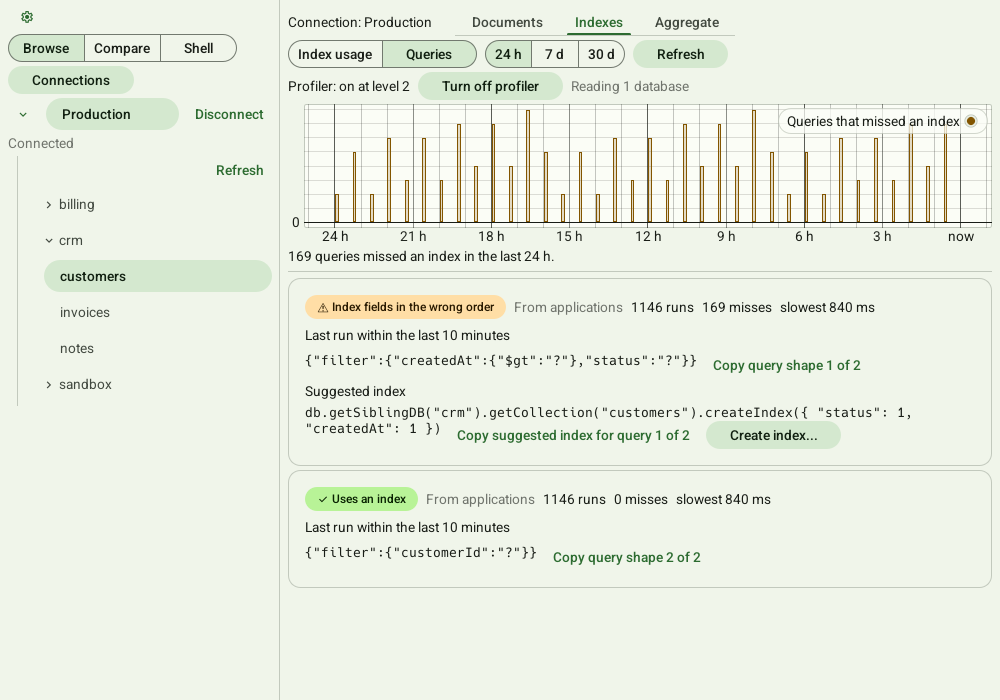 Browse Compare Shell
Connections
Production Disconnect
Connected
Refresh
billing
crm
customers
invoices
notes
sandbox
Connection: Production Documents Indexes Aggregate
Index usage Queries 24 h 7 d 30 d Refresh
Profiler: on at level 2 Turn off profiler Reading 1 database
Queries that missed an index
0
24 h 21 h 18 h 15 h 12 h 9 h 6 h 3 h now
169 queries missed an index in the last 24 h.
Index fields in the wrong order From applications 1146 runs 169 misses slowest 840 ms
Last run within the last 10 minutes
{"filter":{"createdAt":{"$gt":"?"},"status":"?"}} Copy query shape 1 of 2
Suggested index
db.getSiblingDB("crm").getCollection("customers").createIndex({ "status": 1,
"createdAt": 1 }) Copy suggested index for query 1 of 2 Create index...
Uses an index From applications 1146 runs 0 misses slowest 840 ms
Last run within the last 10 minutes
{"filter":{"customerId":"?"}} Copy query shape 2 of 2